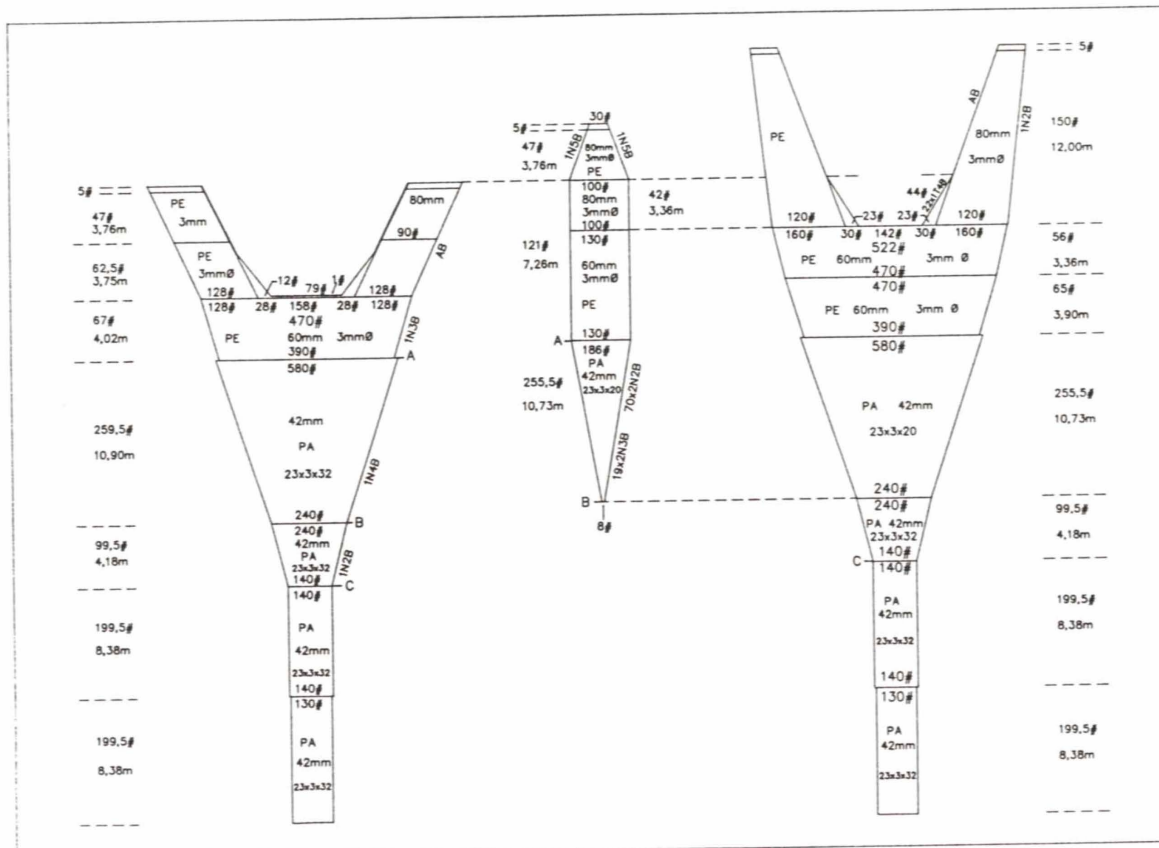 5#
47#
3,76m
62,5#
3,75m
67#
4,02m
259,5#
10,90m
99,5#
4,18m
199,5#
8,38m
199,5#
8,38m
PE
3mm
80mm
90#
PE
3mmØ
AB
12#
79#
1#
128#
128#
128#
28#
158#
28#
128#
470#
PE
60mm
3mmØ
1N3B
390#
A
580#
42mm
PA
23x3x32
1N4B
240#
B
240#
42mm
PA
23x3x32
1N2B
140#
C
140#
PA
42mm
23x3x32
140#
130#
PA
42mm
23x3x32
30#
5#
47#
3,76m
1N5B
1N5B
80mm
3mmØ
PE
100#
80mm
3mmØ
100#
42#
3,36m
121#
7,26m
130#
60mm
3mmØ
PE
130#
A
186#
PA
42mm
23x3x20
255,5#
10,73m
70x2N2B
19x2N3B
B
8#
5#
PE
AB
1N2B
80mm
3mmØ
150#
12,00m
44#
22x1T4B
120#
23#
23#
120#
160#
30#
142#
30#
160#
522#
PE
60mm
3mm Ø
470#
56#
3,36m
470#
PE
60mm
3mmØ
390#
65#
3,90m
580#
PA
42mm
23x3x20
255,5#
10,73m
240#
240#
PA 42mm
23x3x32
99,5#
4,18m
140#
C
140#
PA
42mm
23x3x32
199,5#
8,38m
140#
130#
PA
42mm
23x3x32
199,5#
8,38m